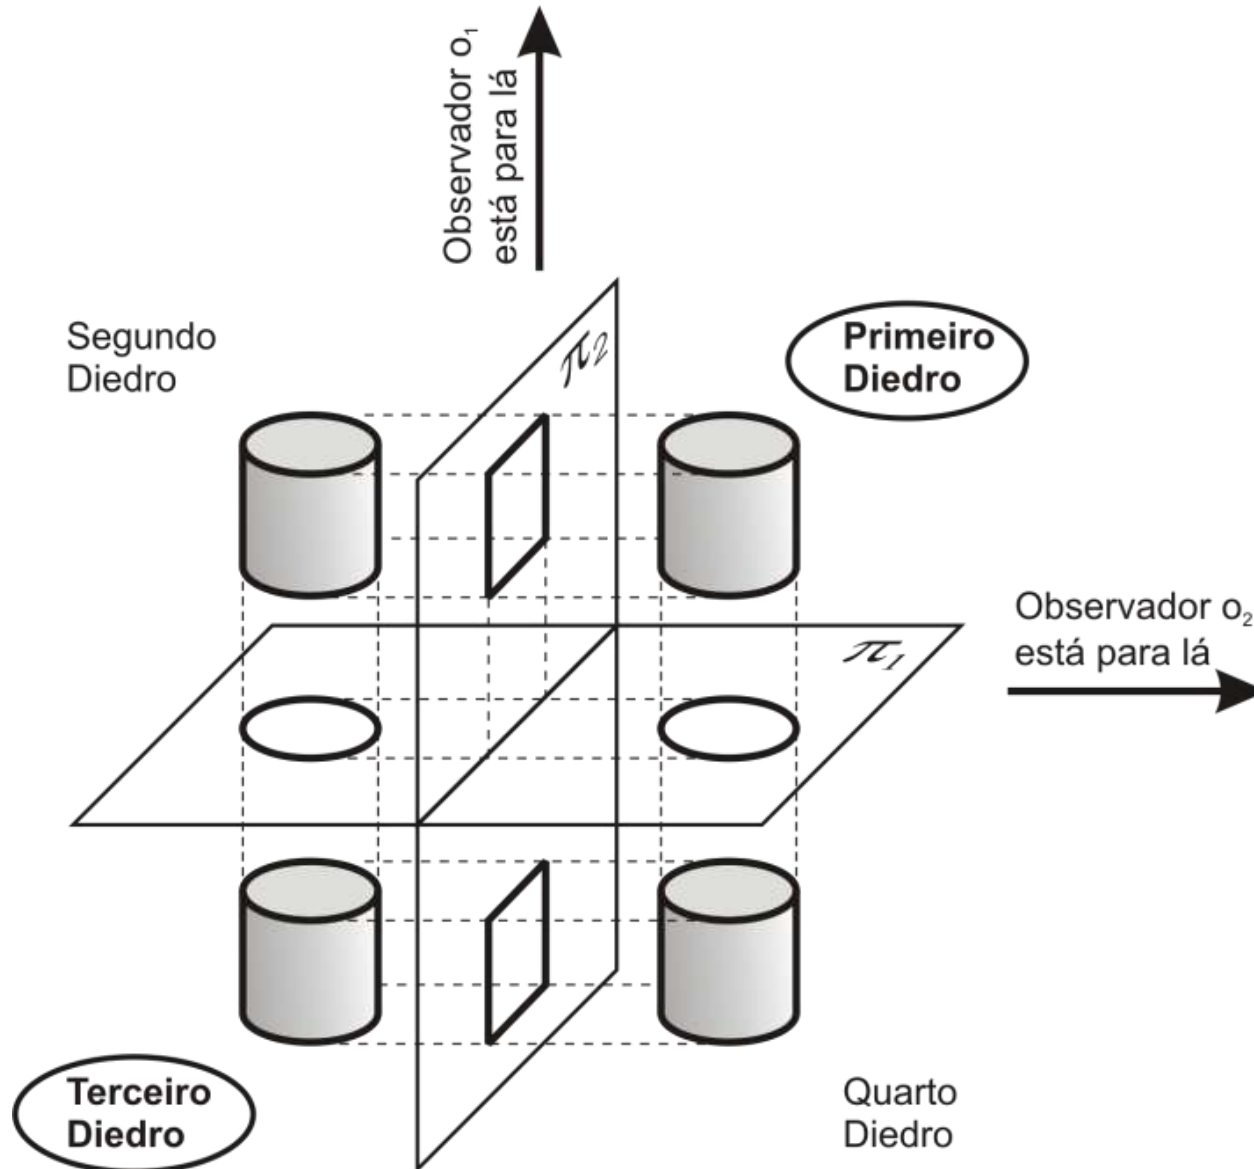 Observador o₁
está para lá
Segundo
Diedro
Primeiro
Diedro
π₂
Observador o₂
está para lá
π₁
Terceiro
Diedro
Quarto
Diedro